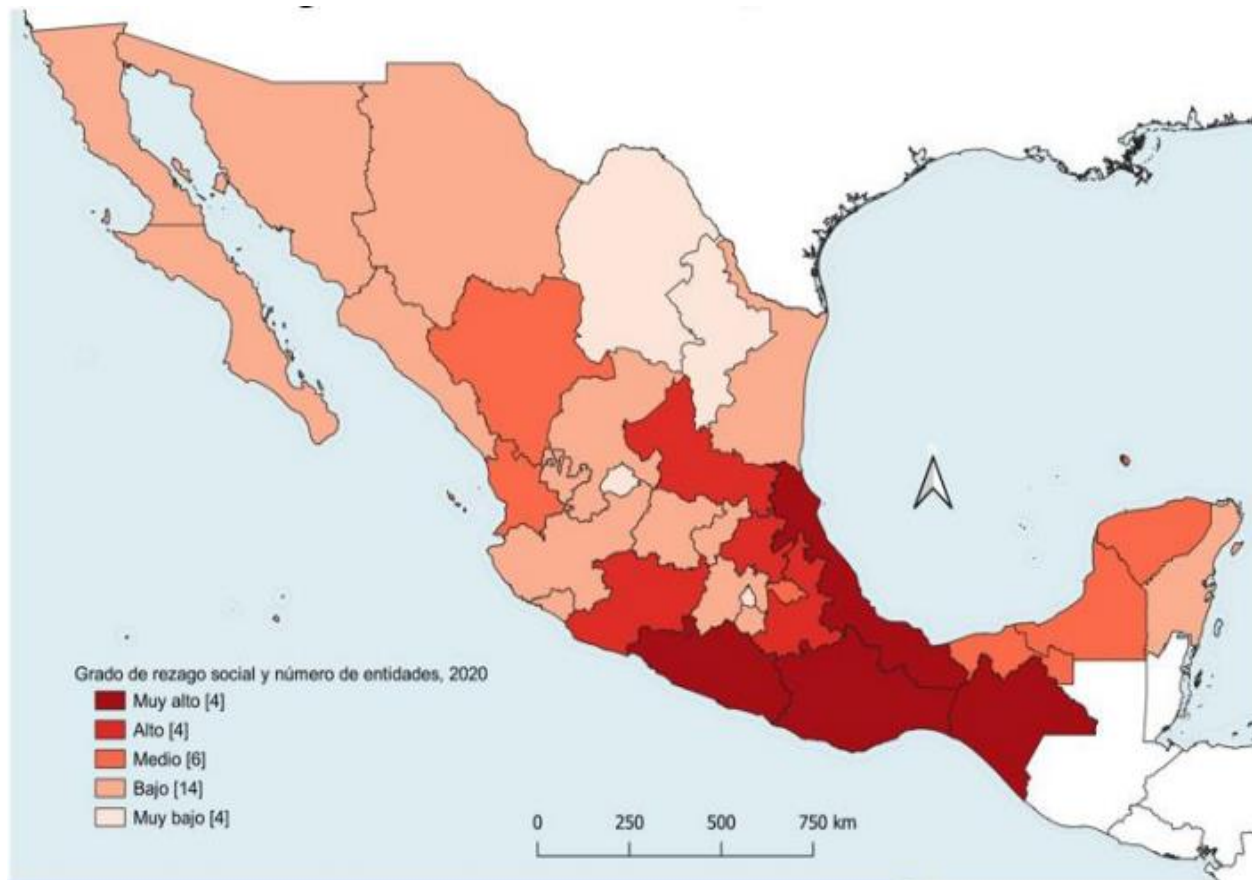 Grado de rezago social y número de entidades, 2020
Muy alto [4]
Alto [4]
Medio [6]
Bajo [14]
Muy bajo [4]
0 250 500 750 km